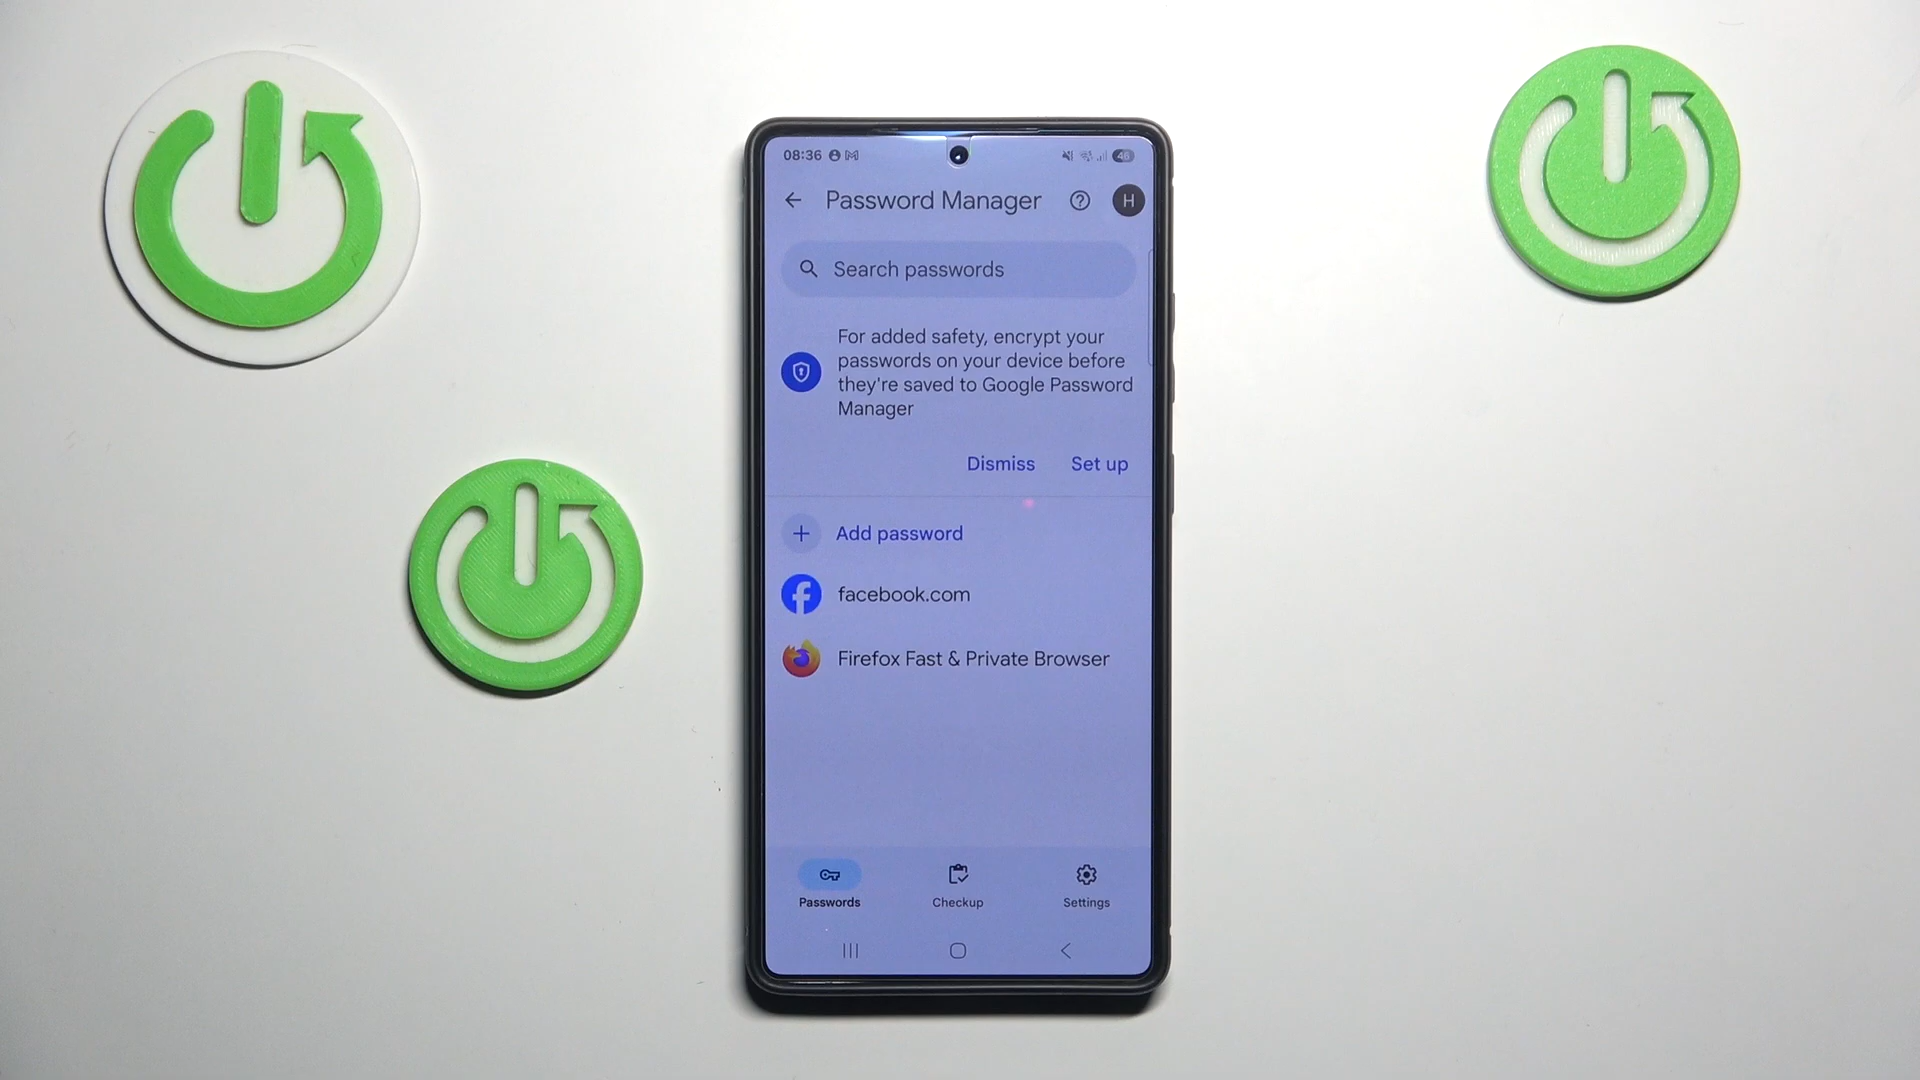 08:36
46
Password Manager
H
Search passwords
For added safety, encrypt your
passwords on your device before
they're saved to Google Password
Manager
Dismiss Set up
Add password
facebook.com
Firefox Fast & Private Browser
Passwords Checkup Settings